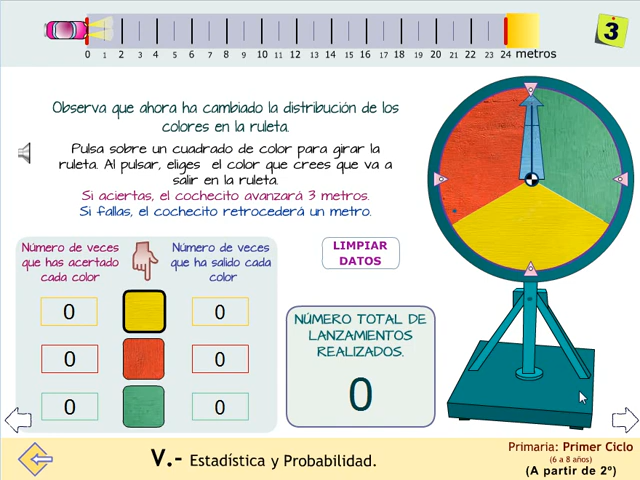 3
0 1 2 3 4 5 6 7 8 9 10 11 12 13 14 15 16 17 18 19 20 21 22 23 24 metros
Observa que ahora ha cambiado la distribución de los
colores en la ruleta.
Pulsa sobre un cuadrado de color para girar la
ruleta. Al pulsar, eliges el color que crees que va a
salir en la ruleta.
Si aciertas, el cochecito avanzará 3 metros.
Si fallas, el cochecito retrocederá un metro.
Número de veces
que has acertado
cada color
Número de veces
que ha salido cada
color
LIMPIAR
DATOS
0 0
0 0
0 0
NÚMERO TOTAL DE
LANZAMIENTOS
REALIZADOS.
0
V.- Estadística y Probabilidad.
Primaria: Primer Ciclo
(6 a 8 años)
(A partir de 2º)